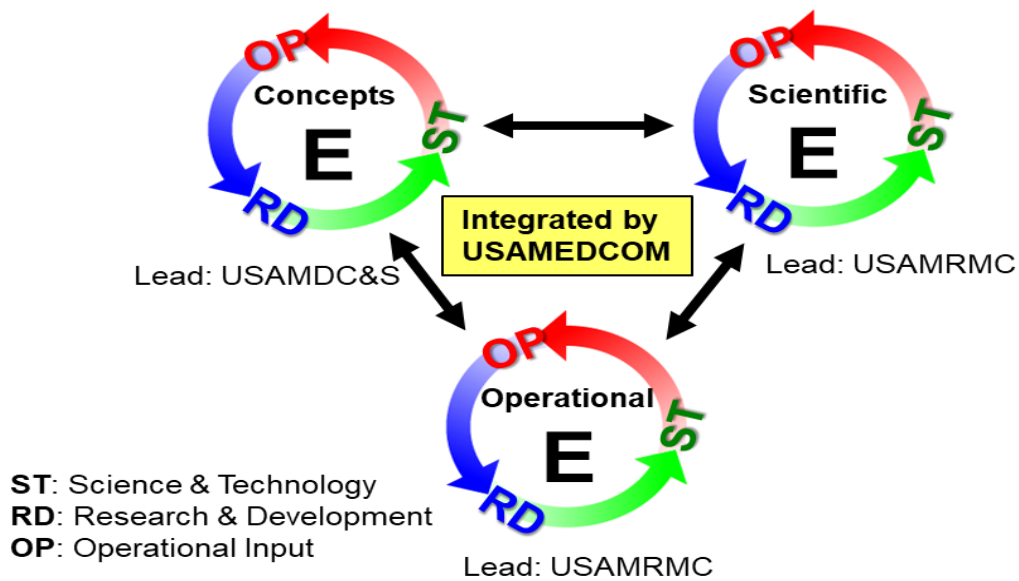 OP
Concepts
E
ST
RD
Lead: USAMDC&S
OP
Scientific
E
ST
RD
Lead: USAMRMC
Integrated by
USAMEDCOM
OP
Operational
E
ST
RD
Lead: USAMRMC
ST: Science & Technology
RD: Research & Development
OP: Operational Input